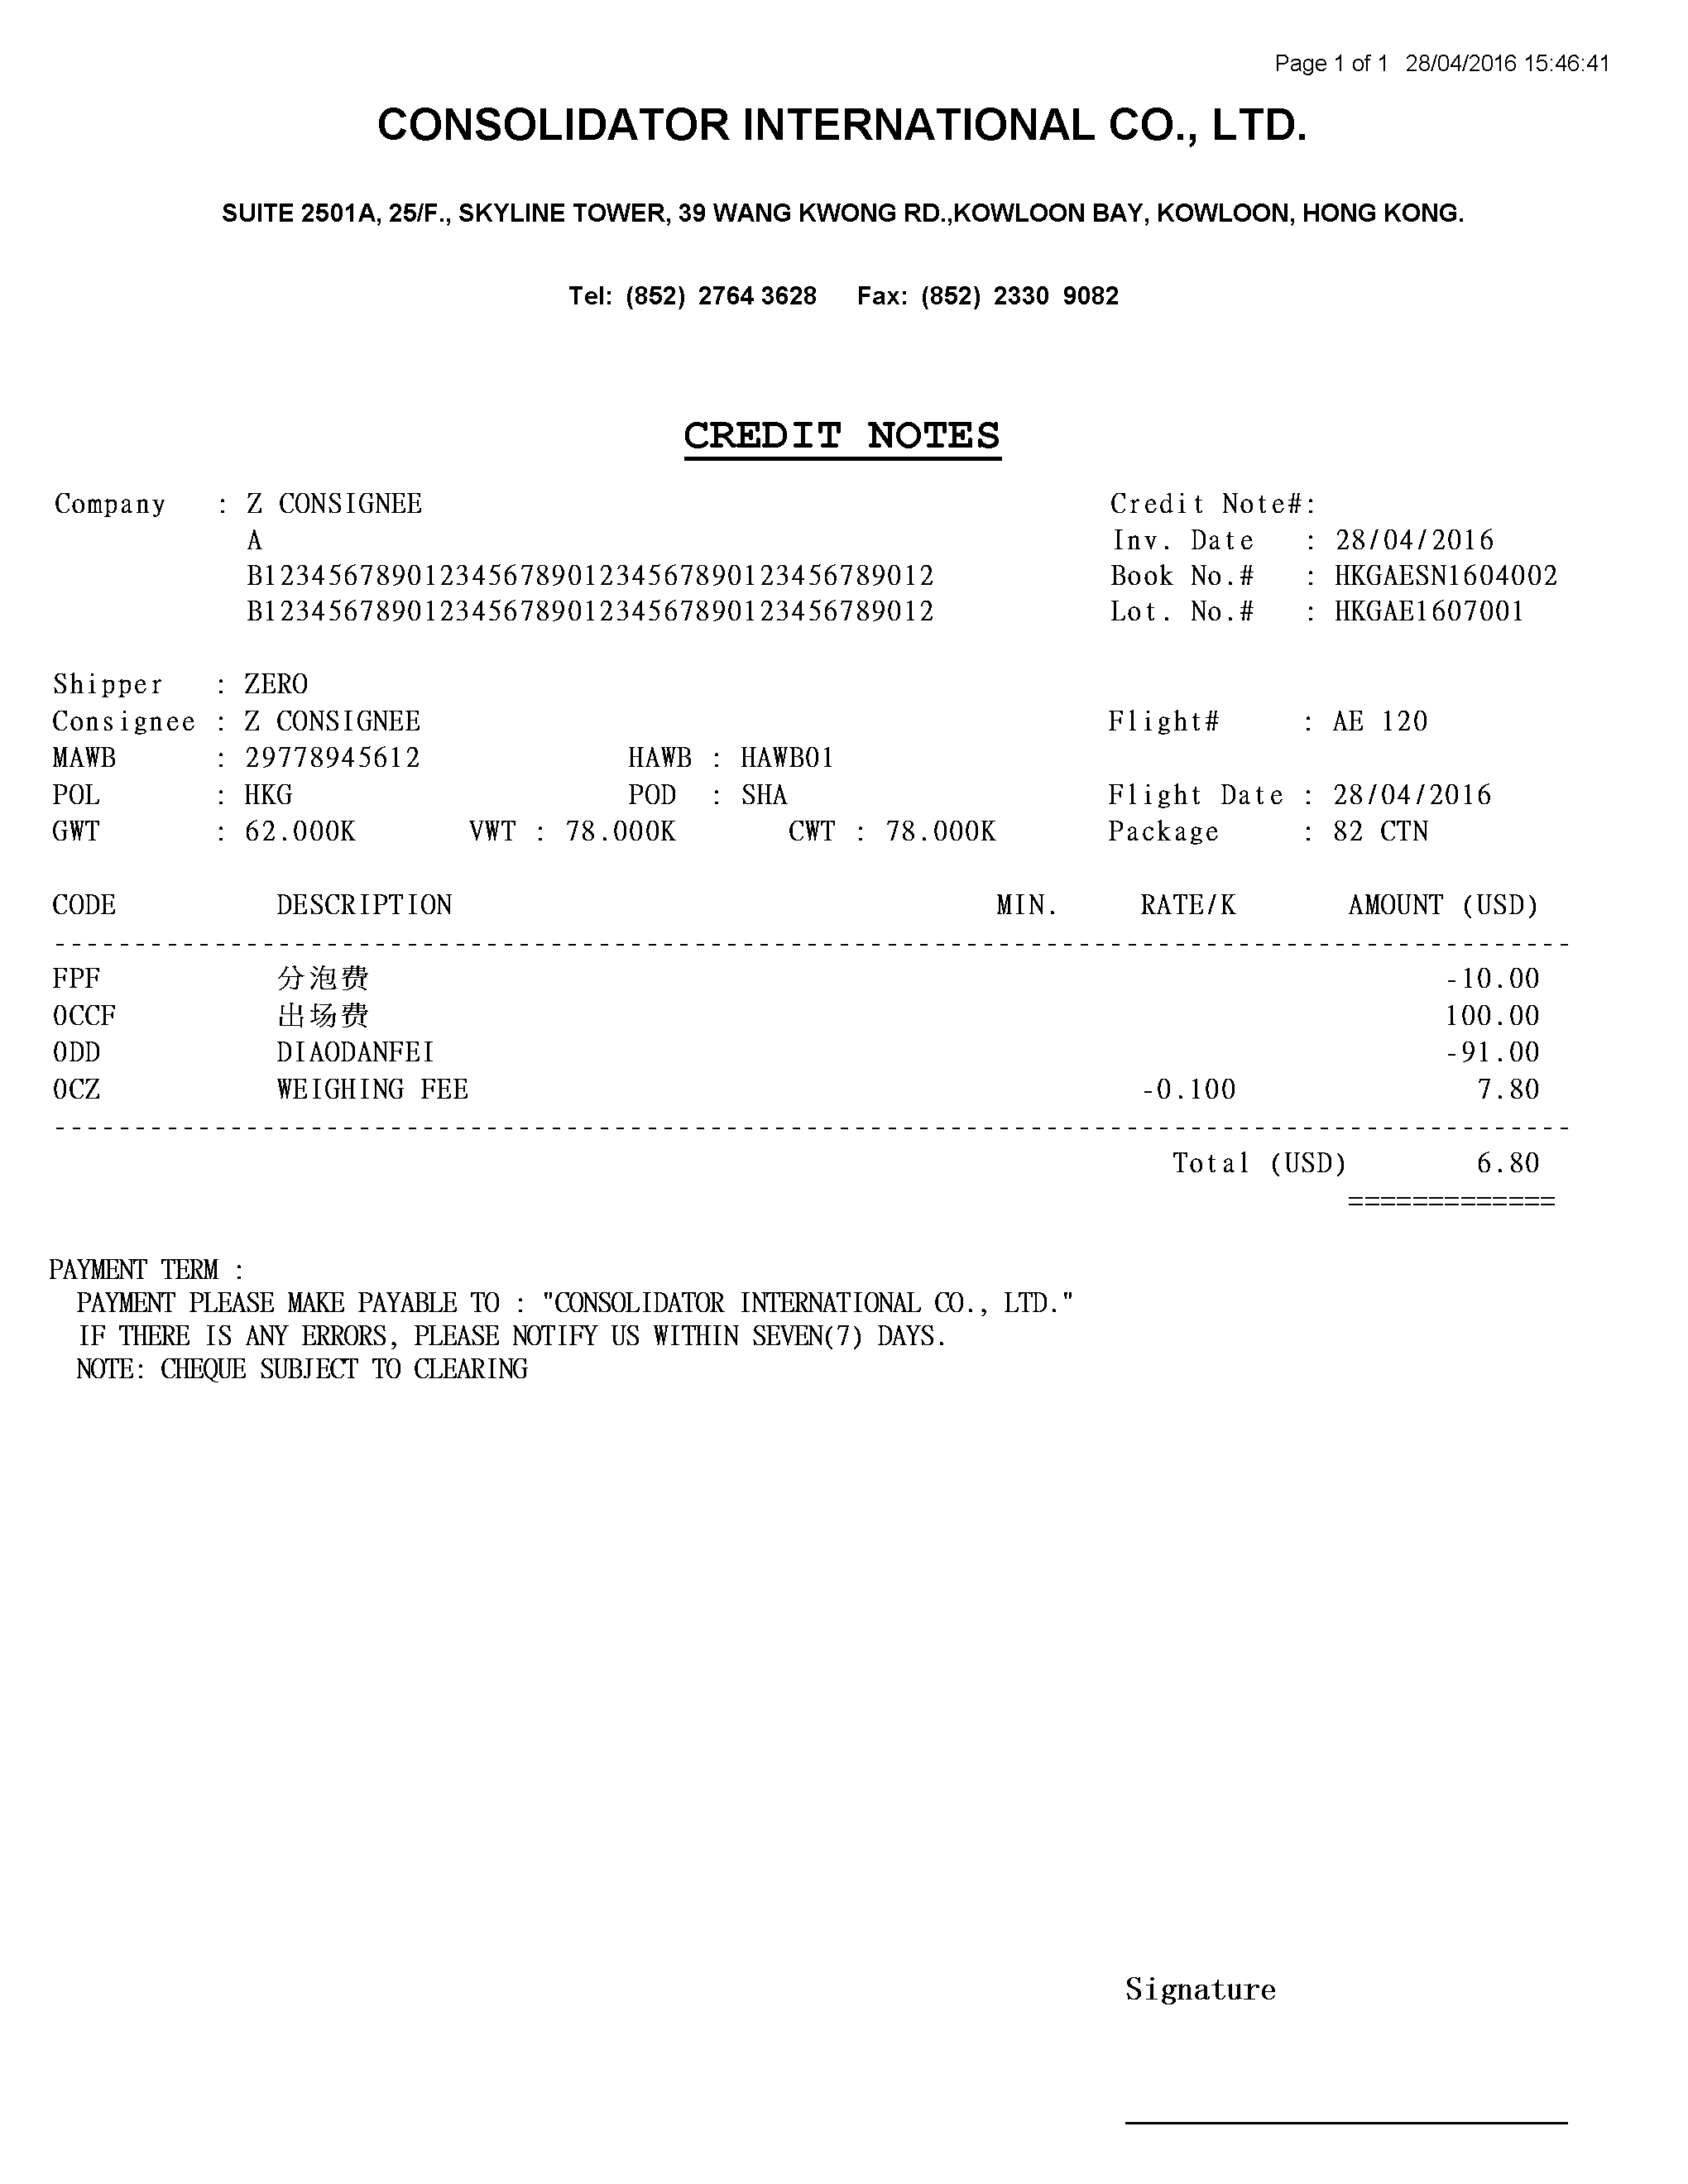 Page 1 of 1 28/04/2016 15:46:41
CONSOLIDATOR INTERNATIONAL CO., LTD.
SUITE 2501A, 25/F., SKYLINE TOWER, 39 WANG KWONG RD.,KOWLOON BAY, KOWLOON, HONG KONG.
Tel: (852) 2764 3628 Fax: (852) 2330 9082
CREDIT NOTES
Company : Z CONSIGNEE Credit Note#:
A Inv. Date : 28/04/2016
B123456789012345678901234567890123456789012 Book No.# : HKGAESN1604002
B123456789012345678901234567890123456789012 Lot. No.# : HKGAE1607001
Shipper : ZERO
Consignee : Z CONSIGNEE Flight# : AE 120
MAWB : 29778945612 HAWB : HAWB01
POL : HKG POD : SHA Flight Date : 28/04/2016
GWT : 62.000K VWT : 78.000K CWT : 78.000K Package : 82 CTN
CODE DESCRIPTION MIN. RATE/K AMOUNT (USD)
FPF 分泡费 -10.00
OCCF 出场费 100.00
ODD DIAODANFEI -91.00
OCZ WEIGHING FEE -0.100 7.80
Total (USD) 6.80
=============
PAYMENT TERM :
PAYMENT PLEASE MAKE PAYABLE TO : "CONSOLIDATOR INTERNATIONAL CO., LTD."
IF THERE IS ANY ERRORS, PLEASE NOTIFY US WITHIN SEVEN(7) DAYS.
NOTE: CHEQUE SUBJECT TO CLEARING
Signature